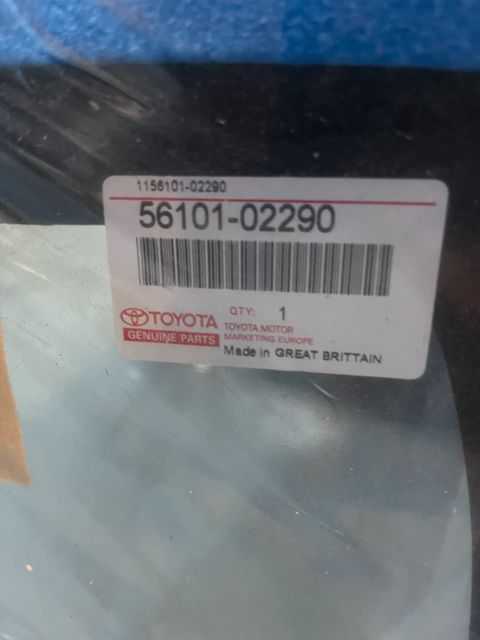 1156101-02290
56101-02290
QTY: 1
TOYOTA
GENUINE PARTS
TOYOTA MOTOR
MARKETING EUROPE
Made in GREAT BRITTAIN